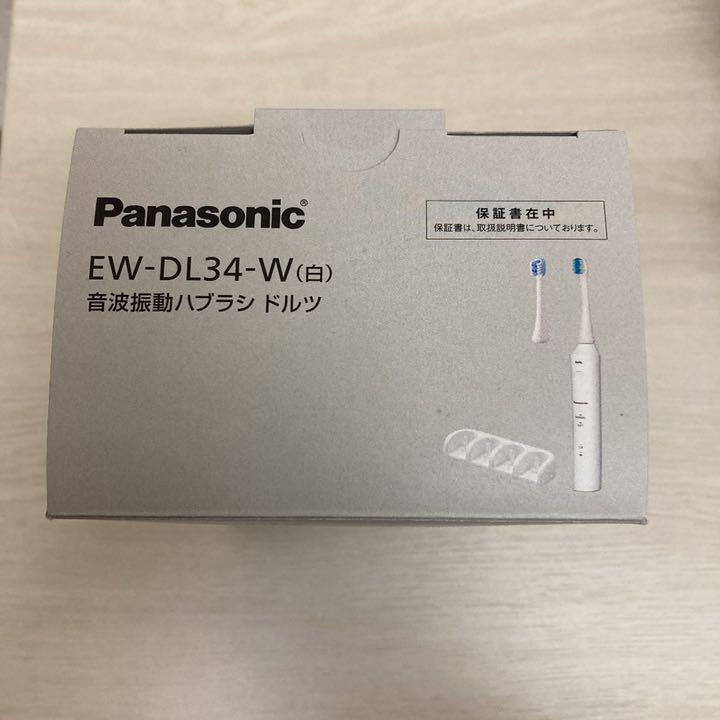 Panasonic®
EW-DL34-W(白)
音波振動ハブラシ ドルツ
保証書在中
保証書は、取扱説明書についております。